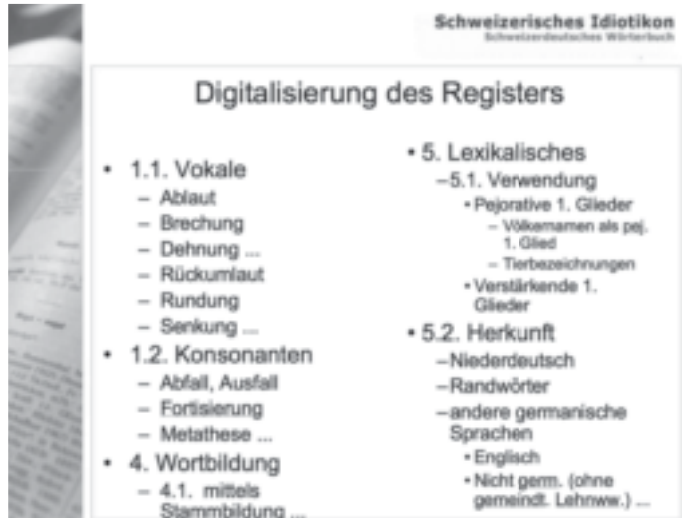 Schweizerisches Idiotikon
Schweizerdeutsches Wörterbuch
Digitalisierung des Registers
• 1.1. Vokale
– Ablaut
– Brechung
– Dehnung ...
– Rückumlaut
– Rundung
– Senkung ...
• 1.2. Konsonanten
– Abfall, Ausfall
– Fortisierung
– Metathese ...
• 4. Wortbildung
– 4.1. mittels
Stammbildung ...
• 5. Lexikalisches
–5.1. Verwendung
• Pejorative 1. Glieder
– Völkernamen als pej.
1. Glied
– Tierbezeichnungen
• Verstärkende 1.
Glieder
• 5.2. Herkunft
–Niederdeutsch
–Randwörter
–andere germanische
Sprachen
• Englisch
• Nicht germ. (ohne
gemeindt. Lehnww.) ...